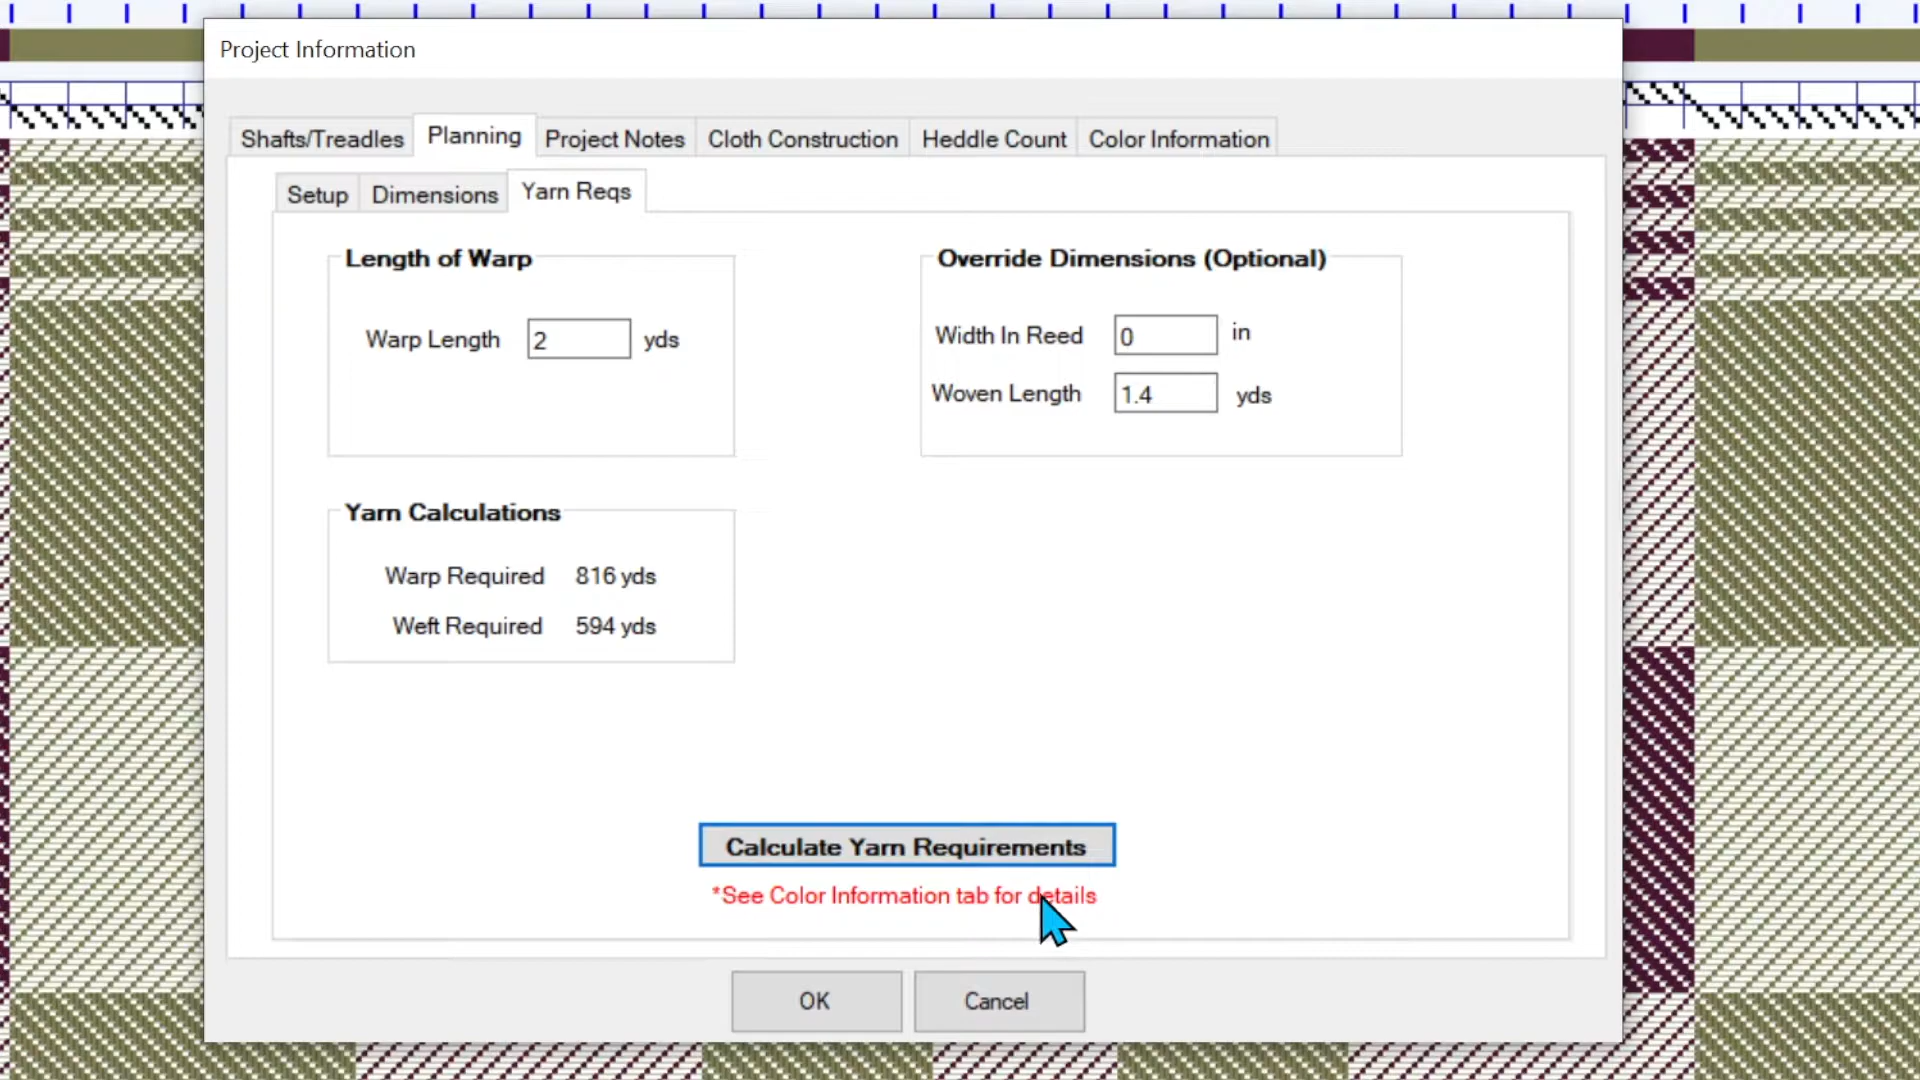 Project Information
Shafts/Treadles Planning Project Notes Cloth Construction Heddle Count Color Information
Setup Dimensions Yarn Reqs
Length of Warp
Warp Length 2 yds
Override Dimensions (Optional)
Width In Reed 0 in
Woven Length 1.4 yds
Yarn Calculations
Warp Required 816 yds
Weft Required 594 yds
Calculate Yarn Requirements
*See Color Information tab for details
OK Cancel